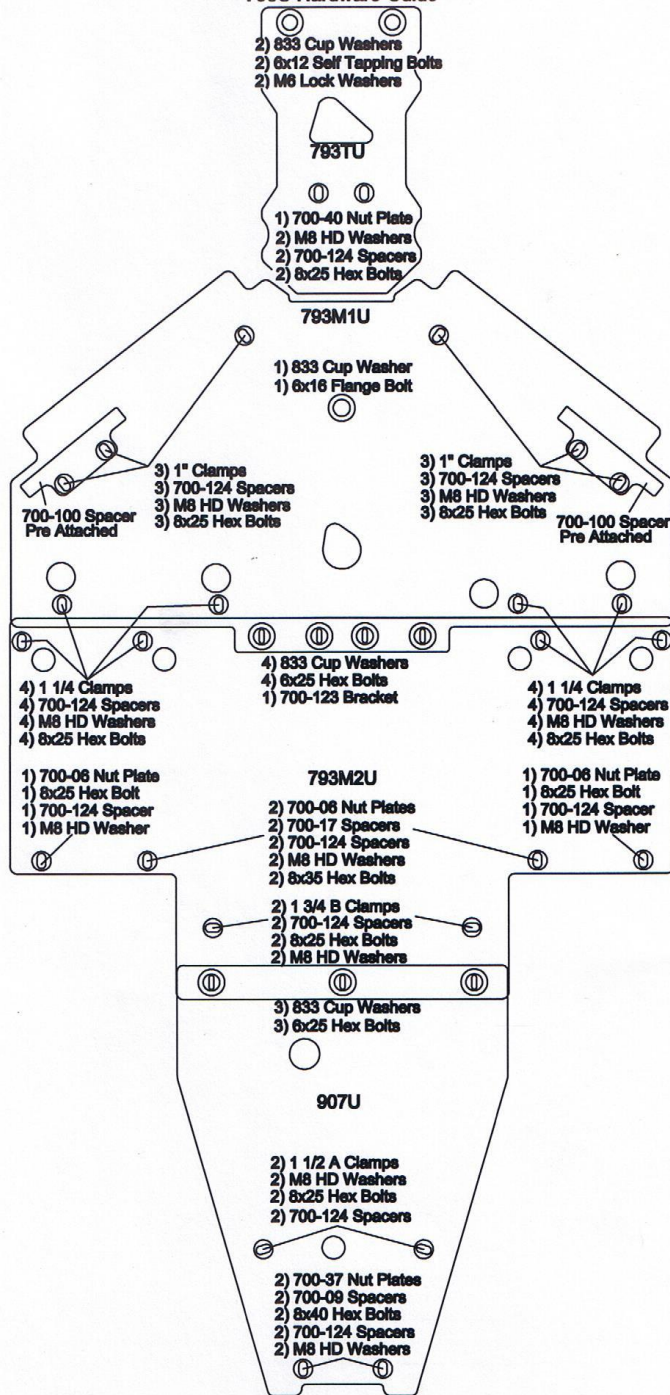 2) 833 Cup Washers
2) 6x12 Self Tapping Bolts
2) M6 Lock Washers
793TU
1) 700-40 Nut Plate
2) M8 HD Washers
2) 700-124 Spacers
2) 8x25 Hex Bolts
793M1U
1) 833 Cup Washer
1) 6x16 Flange Bolt
3) 1" Clamps
3) 700-124 Spacers
3) M8 HD Washers
3) 8x25 Hex Bolts
700-100 Spacer
Pre Attached
3) 1" Clamps
3) 700-124 Spacers
3) M8 HD Washers
3) 8x25 Hex Bolts
700-100 Spacer
Pre Attached
4) 833 Cup Washers
4) 6x25 Hex Bolts
1) 700-123 Bracket
4) 1 1/4 Clamps
4) 700-124 Spacers
4) M8 HD Washers
4) 8x25 Hex Bolts
4) 1 1/4 Clamps
4) 700-124 Spacers
4) M8 HD Washers
4) 8x25 Hex Bolts
1) 700-06 Nut Plate
1) 8x25 Hex Bolt
1) 700-124 Spacer
1) M8 HD Washer
793M2U
1) 700-06 Nut Plate
1) 8x25 Hex Bolt
1) 700-124 Spacer
1) M8 HD Washer
2) 700-06 Nut Plates
2) 700-17 Spacers
2) 700-124 Spacers
2) M8 HD Washers
2) 8x35 Hex Bolts
2) 1 3/4 B Clamps
2) 700-124 Spacers
2) 8x25 Hex Bolts
2) M8 HD Washers
3) 833 Cup Washers
3) 6x25 Hex Bolts
907U
2) 1 1/2 A Clamps
2) M8 HD Washers
2) 8x25 Hex Bolts
2) 700-124 Spacers
2) 700-37 Nut Plates
2) 700-09 Spacers
2) 8x40 Hex Bolts
2) 700-124 Spacers
2) M8 HD Washers